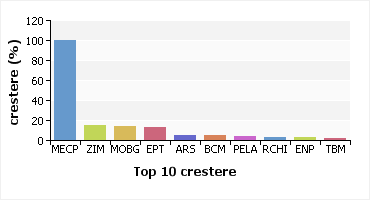 120
100
80
60
40
20
0
crestere (%)
MECP ZIM MOBG EPT ARS BCM PELA RCHI ENP TBM
Top 10 crestere